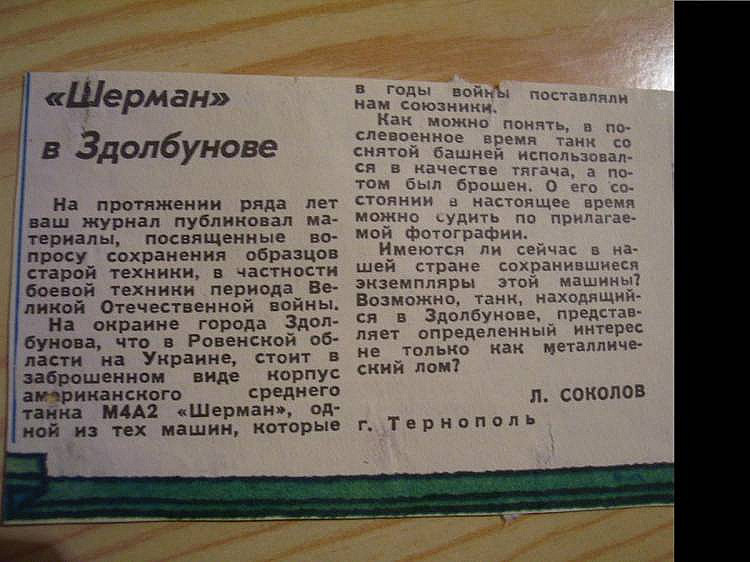 «Шерман»
в Здолбунове
На протяжении ряда лет
ваш журнал публиковал ма-
териалы, посвященные во-
просу сохранения образцов
старой техники, в частности
боевой техники периода Ве-
ликой Отечественной войны.
На окраине города Здол-
бунова, что в Ровенской об-
ласти на Украине, стоит в
заброшенном виде корпус
американского среднего
танка М4А2 «Шерман», од-
ной из тех машин, которые
в годы войны поставляли
нам союзники.
Как можно понять, в по-
слевоенное время танк со
снятой башней использовал-
ся в качестве тягача, а по-
том был брошен. О его со-
стоянии в настоящее время
можно судить по прилагае-
мой фотографии.
Имеются ли сейчас в на-
шей стране сохранившиеся
экземпляры этой машины?
Возможно, танк, находящий-
ся в Здолбунове, представ-
ляет определенный интерес
не только как металличе-
ский лом?
Л. СОКОЛОВ
г. Тернополь